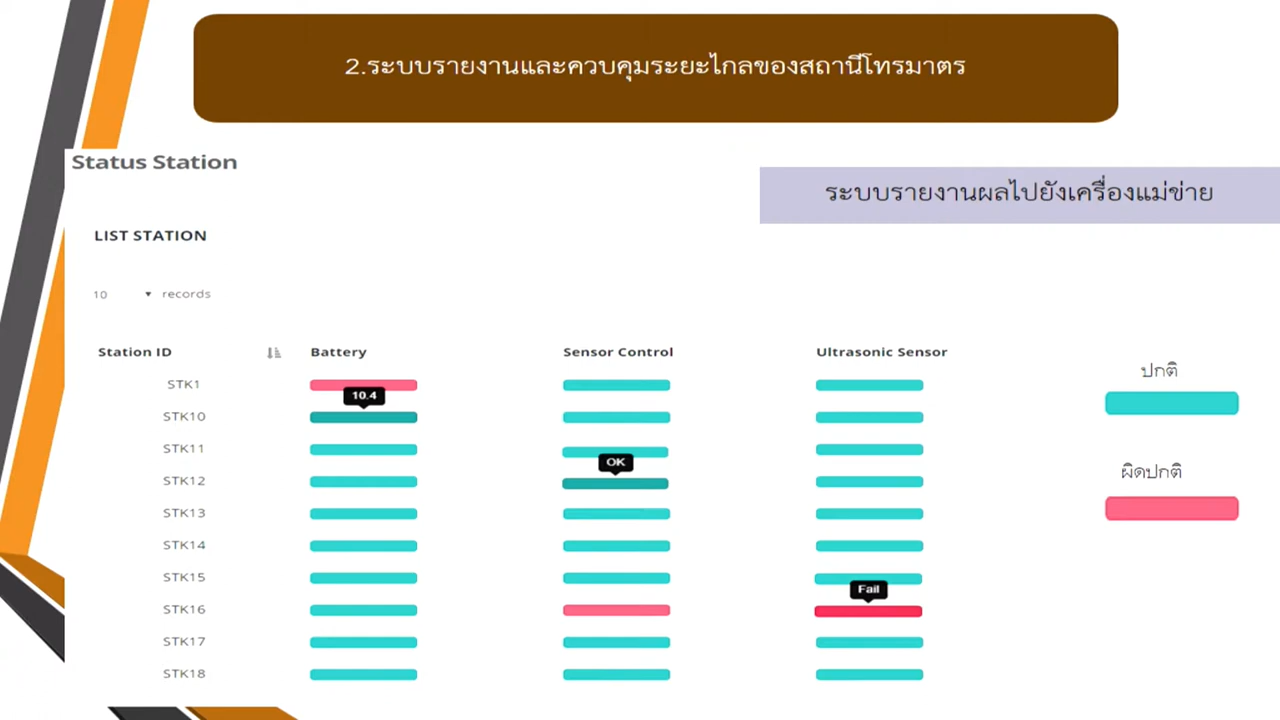 2.ระบบรายงานและควบคุมระยะไกลของสถานีโทรมาตร
Status Station
ระบบรายงานผลไปยังเครื่องแม่ข่าย
LIST STATION
10 records
Station ID Battery Sensor Control Ultrasonic Sensor
ปกติ
STK1
10.4
STK10
STK11
OK
STK12
ผิดปกติ
STK13
STK14
STK15
Fail
STK16
STK17
STK18